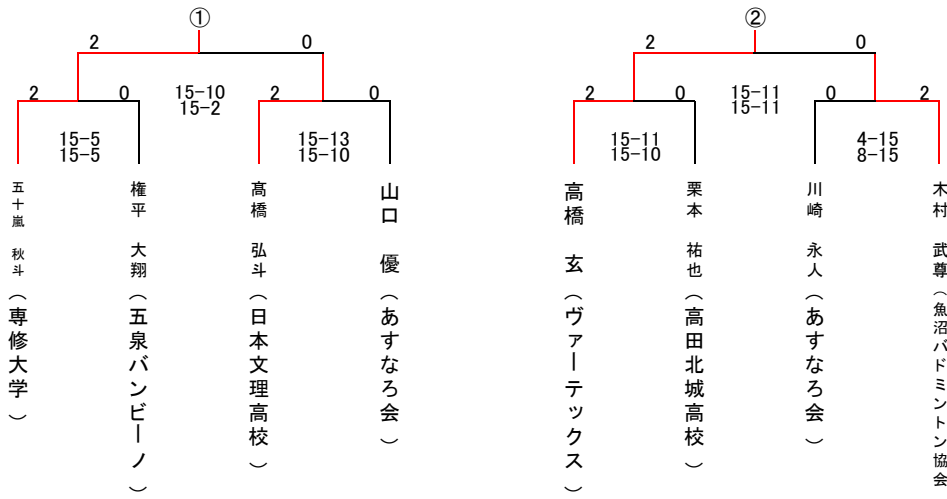 ①
2 0
15-10
15-2
2 0
15-5
15-5
2 0
15-13
15-10
五十嵐 秋斗（専修大学）
権平 大翔（五泉バンビーノ）
髙橋 弘斗（日本文理高校）
山口 優（あすなろ会）
②
2 0
15-11
15-11
2 0
15-11
15-10
0 2
4-15
8-15
高橋 玄（ヴァーテックス）
栗本 祐也（高田北城高校）
川崎 永人（あすなろ会）
木村 武尊（魚沼バドミントン協会